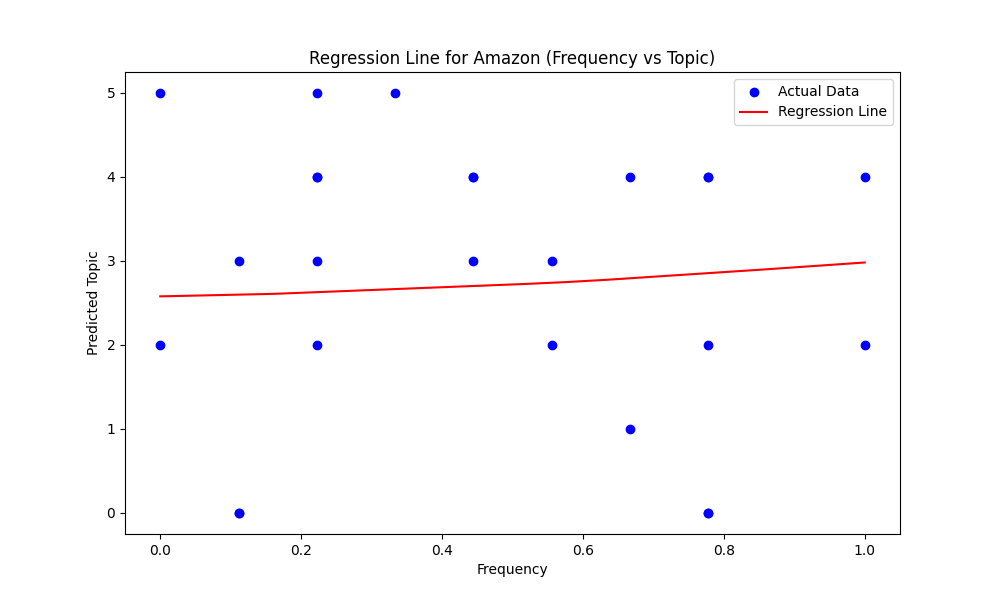 Regression Line for Amazon (Frequency vs Topic)
Actual Data
Regression Line
Predicted Topic
5
4
3
2
1
0
0.0
0.2
0.4
0.6
0.8
1.0
Frequency